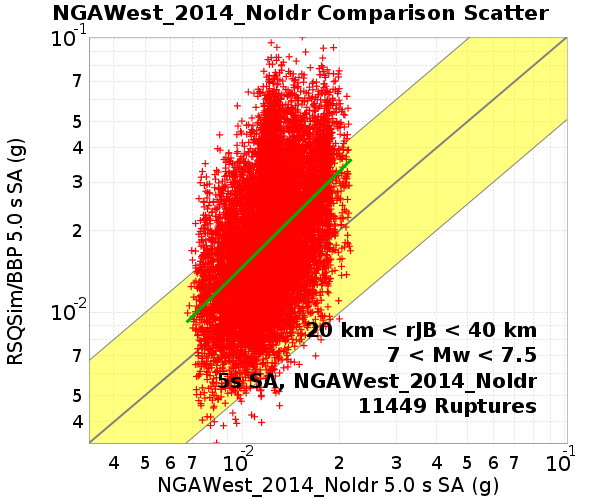 NGAWest_2014_NoIdr Comparison Scatter
10-1
7
5
4
3
2
10-2
7
5
4
RSQSim/BBP 5.0 s SA (g)
20 km < rJB < 40 km
7 < Mw < 7.5
5s SA, NGAWest_2014_NoIdr
11449 Ruptures
4 5 6 7 10-2 2 3 4 5 6 7 10-1
NGAWest_2014_NoIdr 5.0 s SA (g)